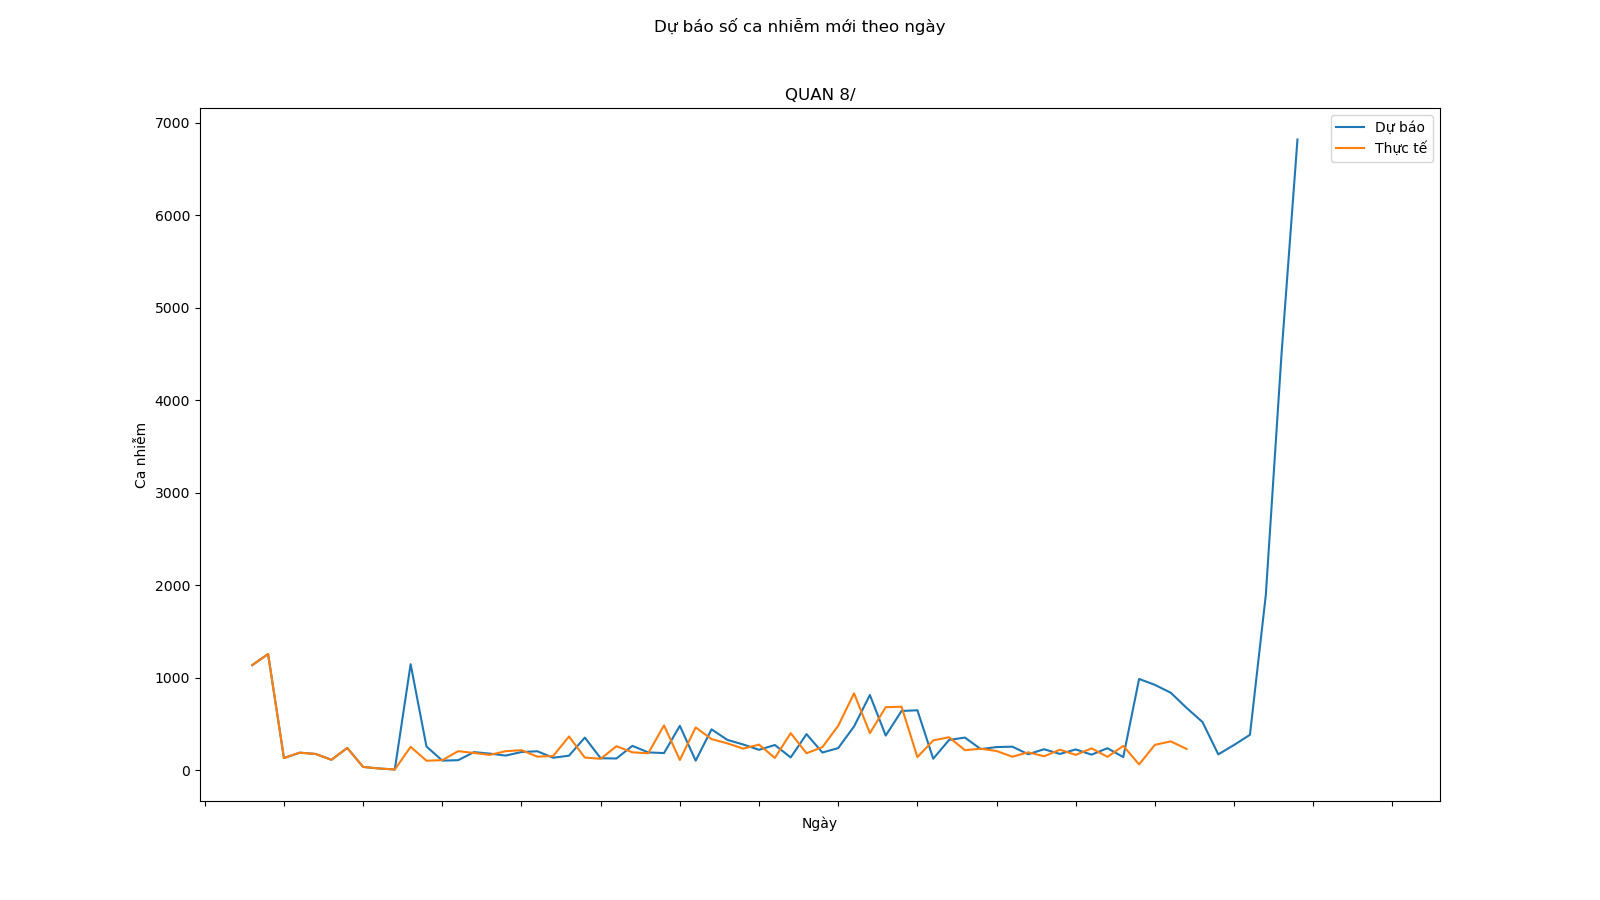 Dự báo số ca nhiễm mới theo ngày
QUAN 8/
7000
6000
5000
4000
3000
2000
1000
0
Ca nhiễm
Ngày
Dự báo
Thực tế